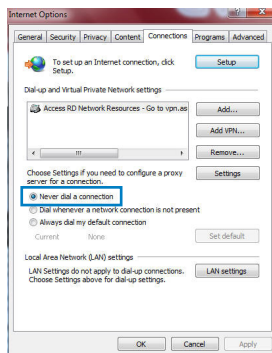 Internet Options
General Security Privacy Content Connections Programs Advanced
To set up an Internet connection, click
Setup.
Setup
Dial-up and Virtual Private Network settings
Access RD Network Resources - Go to vpn.as
Add...
Add VPN...
Remove...
Choose Settings if you need to configure a proxy
server for a connection.
Settings
Never dial a connection
Dial whenever a network connection is not present
Always dial my default connection
Current None
Set default
Local Area Network (LAN) settings
LAN Settings do not apply to dial-up connections.
Choose Settings above for dial-up settings.
LAN settings
OK Cancel Apply